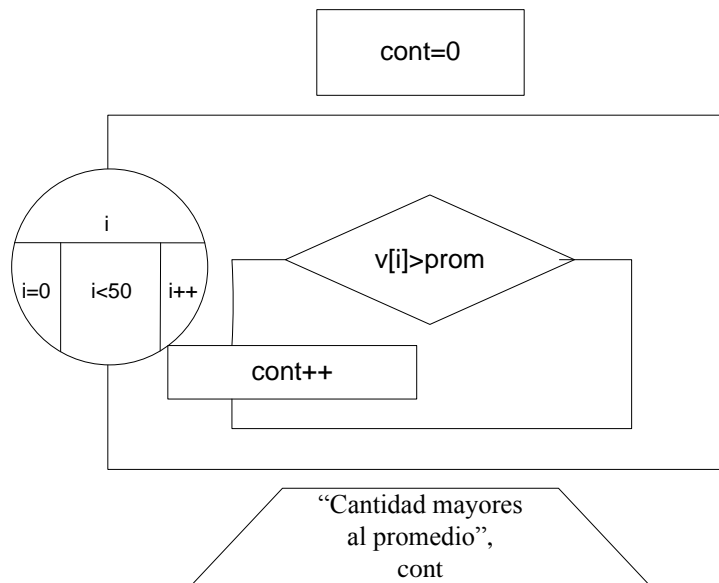 cont=0
i
i=0
i<50
i++
v[i]>prom
cont++
“Cantidad mayores
al promedio”,
cont